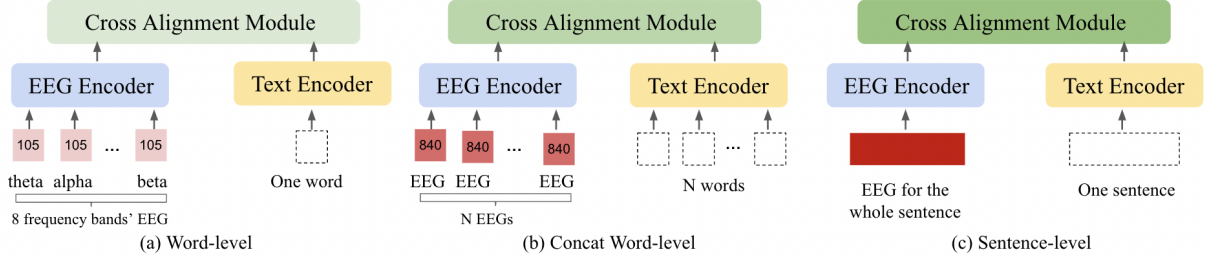 Cross Alignment Module
EEG Encoder
Text Encoder
105 105 ... 105
theta alpha beta
One word
8 frequency bands' EEG
(a) Word-level
Cross Alignment Module
EEG Encoder
Text Encoder
840 840 ... 840
...
EEG EEG EEG
N words
N EEGs
(b) Concat Word-level
Cross Alignment Module
EEG Encoder
Text Encoder
EEG for the
whole sentence
One sentence
(c) Sentence-level